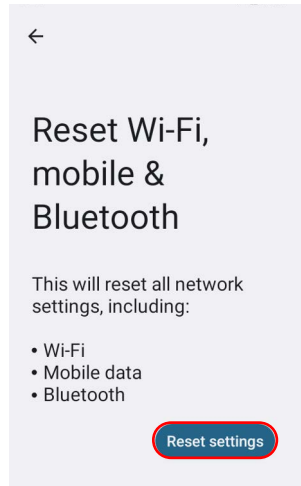 Reset Wi-Fi,
mobile &
Bluetooth
This will reset all network
settings, including:
• Wi-Fi
• Mobile data
• Bluetooth
Reset settings